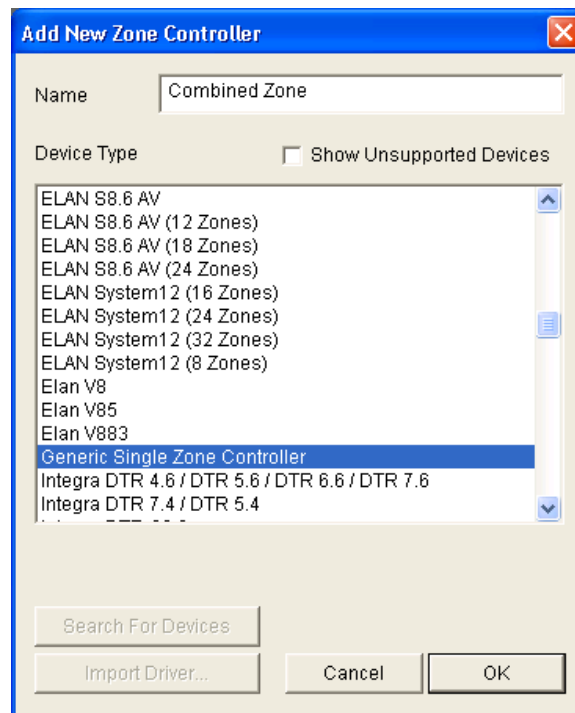 Add New Zone Controller
Name
Combined Zone
Device Type
Show Unsupported Devices
ELAN S8.6 AV
ELAN S8.6 AV (12 Zones)
ELAN S8.6 AV (18 Zones)
ELAN S8.6 AV (24 Zones)
ELAN System12 (16 Zones)
ELAN System12 (24 Zones)
ELAN System12 (32 Zones)
ELAN System12 (8 Zones)
Elan V8
Elan V85
Elan V883
Generic Single Zone Controller
Integra DTR 4.6 / DTR 5.6 / DTR 6.6 / DTR 7.6
Integra DTR 7.4 / DTR 5.4
Search For Devices
Import Driver...
Cancel
OK